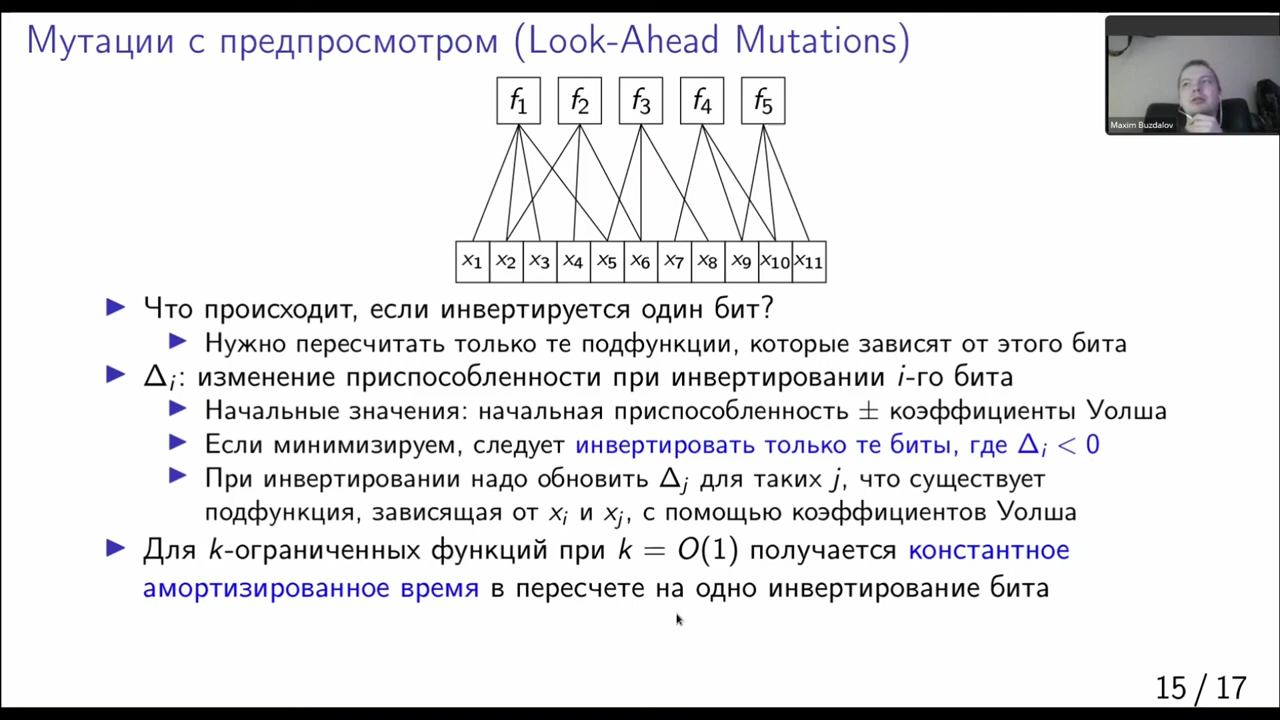 Мутации с предпросмотром (Look-Ahead Mutations)
Maxim Buzdalov
f₁ f₂ f₃ f₄ f₅
x₁ x₂ x₃ x₄ x₅ x₆ x₇ x₈ x₉ x₁₀ x₁₁
Что происходит, если инвертируется один бит?
Нужно пересчитать только те подфункции, которые зависят от этого бита
Δᵢ: изменение приспособленности при инвертировании i-го бита
Начальные значения: начальная приспособленность ± коэффициенты Уолша
Если минимизируем, следует инвертировать только те биты, где Δᵢ < 0
При инвертировании надо обновить Δⱼ для таких j, что существует
подфункция, зависящая от xᵢ и xⱼ, с помощью коэффициентов Уолша
Для k-ограниченных функций при k = O(1) получается константное
амортизированное время в пересчете на одно инвертирование бита
15 / 17